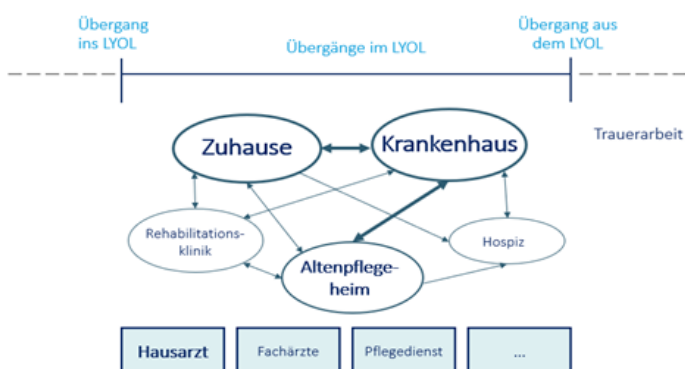 Übergang
ins LYOL
Übergänge im LYOL
Übergang aus
dem LYOL
Zuhause
Krankenhaus
Trauerarbeit
Rehabilitations-
klinik
Hospiz
Altenpflege-
heim
Hausarzt
Fachärzte
Pflegedienst
...